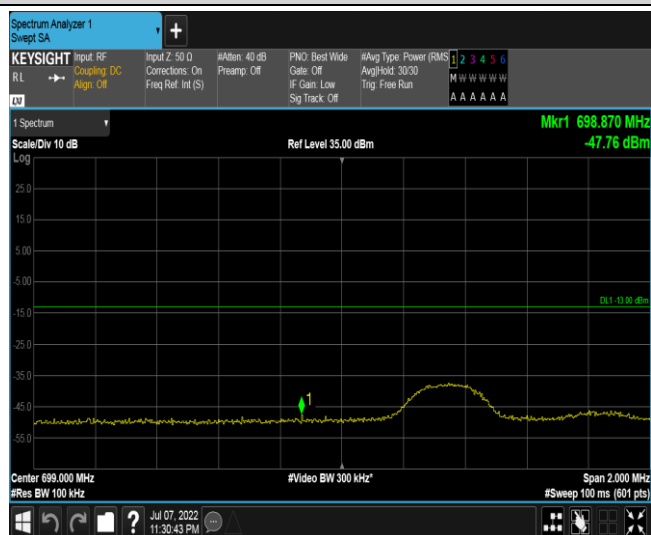 Spectrum Analyzer 1
Swept SA
+
KEYSIGHT
RL
Input: RF
Coupling: DC
Align: Off
Input Z: 50 Ω
Corrections: On
Freq Ref: Int (S)
#Atten: 40 dB
Preamp: Off
PNO: Best Wide
Gate: Off
IF Gain: Low
Sig Track: Off
#Avg Type: Power (RMS
Avg|Hold: 30/30
Trig: Free Run
1 2 3 4 5 6
M W W W W W
A A A A A A
LXI
1 Spectrum
Mkr1 698.870 MHz
Scale/Div 10 dB
Ref Level 35.00 dBm
-47.76 dBm
Log
25.0
15.0
5.00
-5.00
DL1 -13.00 dBm
-15.0
-25.0
-35.0
1
-45.0
-55.0
Center 699.000 MHz
#Video BW 300 kHz*
Span 2.000 MHz
#Res BW 100 kHz
#Sweep 100 ms (601 pts)
?
Jul 07, 2022
11:30:43 PM